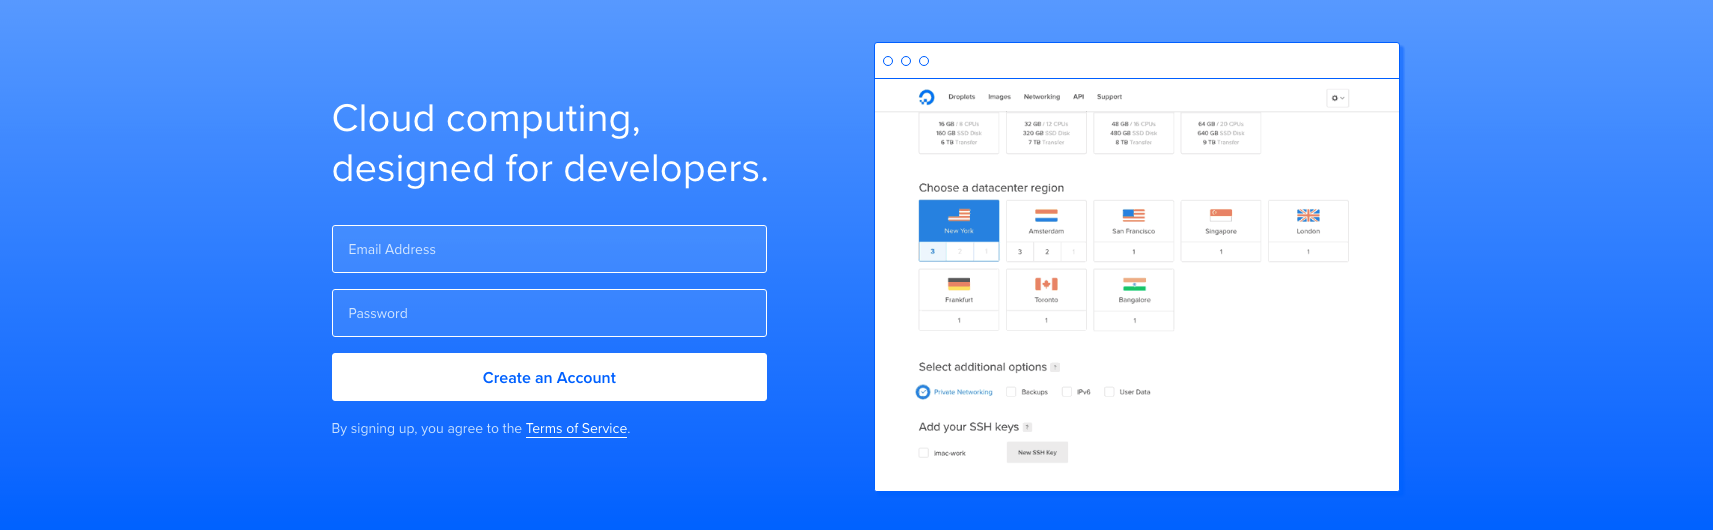 Cloud computing,
designed for developers.
Email Address
Password
Create an Account
By signing up, you agree to the Terms of Service.
Droplets Images Networking API Support
16 GB / 8 CPUs
160 GB SSD Disk
6 TB Transfer
32 GB / 12 CPUs
320 GB SSD Disk
7 TB Transfer
48 GB / 16 CPUs
480 GB SSD Disk
8 TB Transfer
64 GB / 20 CPUs
640 GB SSD Disk
9 TB Transfer
Choose a datacenter region
New York
3 2 1
Amsterdam
3 2 1
San Francisco
1
Singapore
1
London
1
Frankfurt
1
Toronto
1
Bangalore
1
Select additional options
Private Networking Backups IPv6 User Data
Add your SSH keys
imac-work New SSH Key